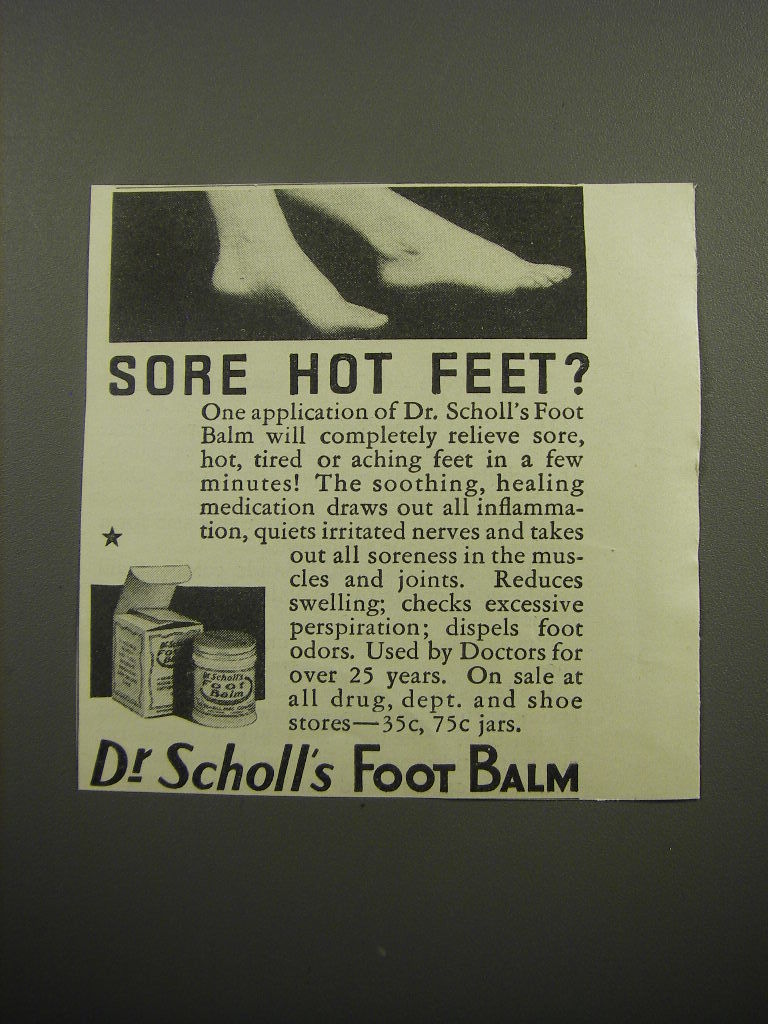 SORE HOT FEET?
One application of Dr. Scholl's Foot
Balm will completely relieve sore,
hot, tired or aching feet in a few
minutes! The soothing, healing
medication draws out all inflamma-
tion, quiets irritated nerves and takes
out all soreness in the mus-
cles and joints. Reduces
swelling; checks excessive
perspiration; dispels foot
odors. Used by Doctors for
over 25 years. On sale at
all drug, dept. and shoe
stores—35c, 75c jars.
Dr Scholl's
Foot
Balm
Dr Scholl's FOOT BALM